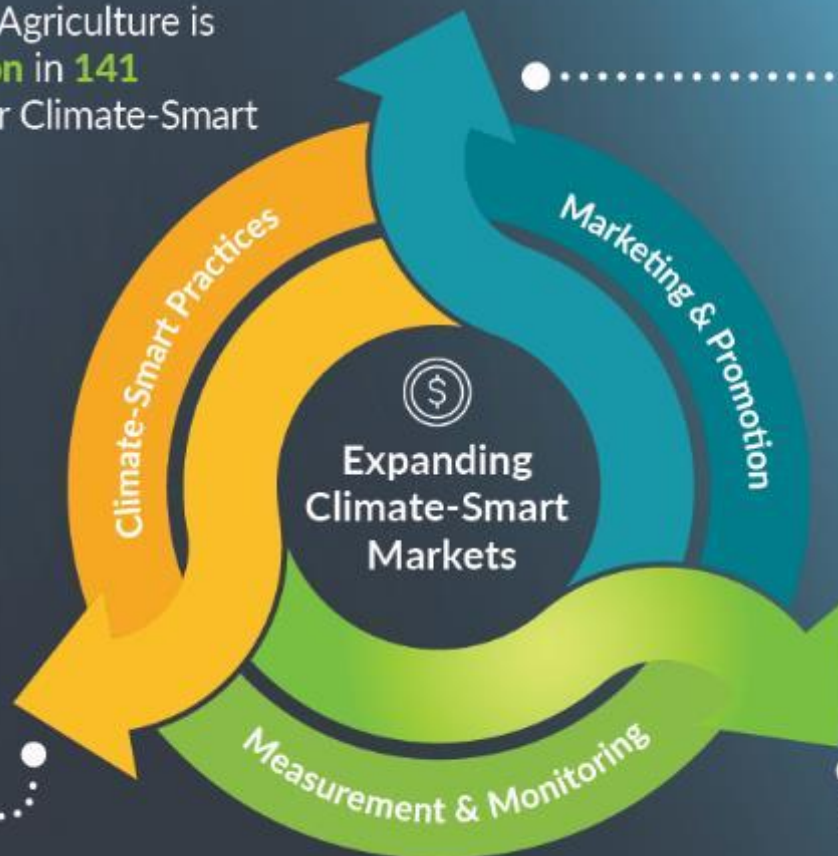 Agriculture is
on in 141
r Climate-Smart
Climate-Smart Practices
Marketing & Promotion
$
Expanding
Climate-Smart
Markets
Measurement & Monitoring